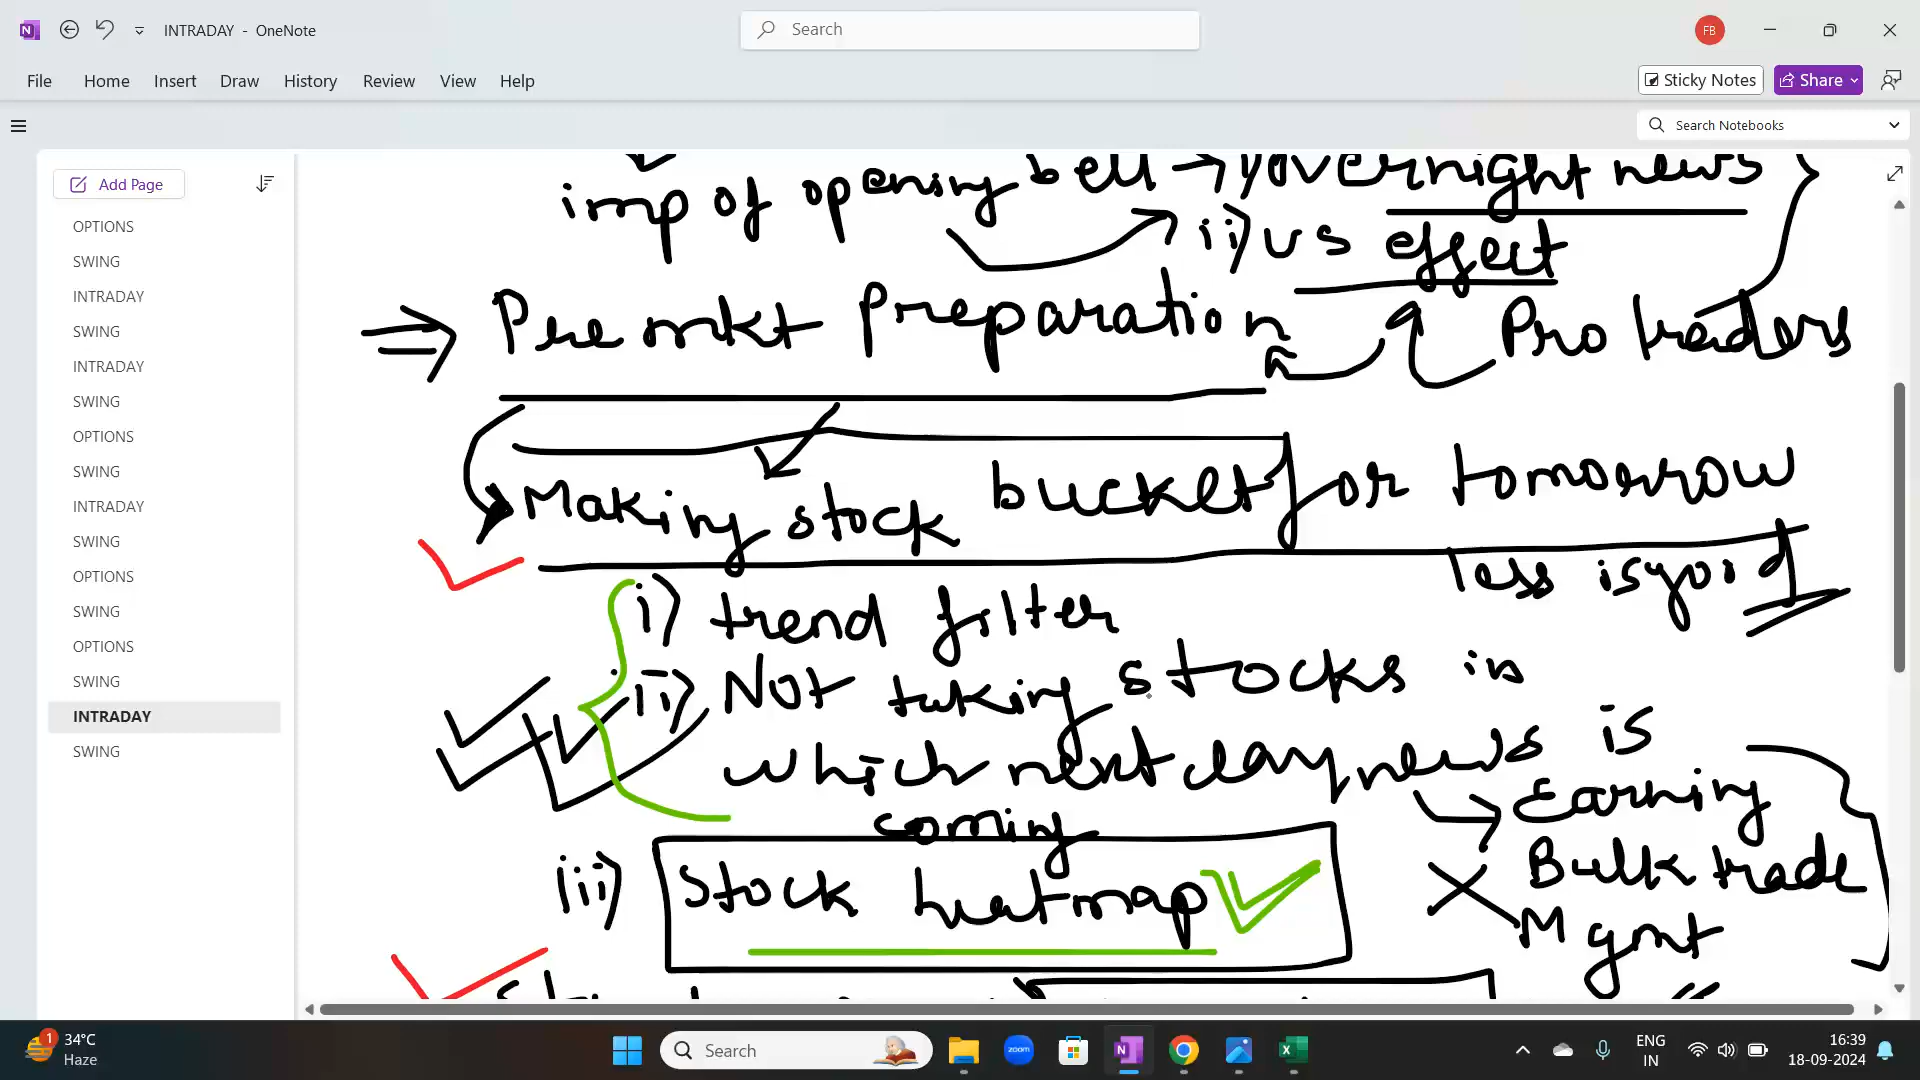 INTRADAY - OneNote
Search
FB
File Home Insert Draw History Review View Help
Sticky Notes
Share
Search Notebooks
Add Page
OPTIONS
SWING
INTRADAY
SWING
INTRADAY
SWING
OPTIONS
SWING
INTRADAY
SWING
OPTIONS
SWING
OPTIONS
SWING
INTRADAY
SWING
imp of opening bell → i) overnight news
ii) US effect
⇒ Pre mkt preparation
Pro traders
Making stock bucket for tomorrow
less is good
i) trend filter
ii) Not taking stocks in
which next day news is
coming
→ Earning
Bulk trade
Mgmt
iii) Stock heatmap
1
34°C
Haze
Search
zoom
ENG
IN
16:39
18-09-2024